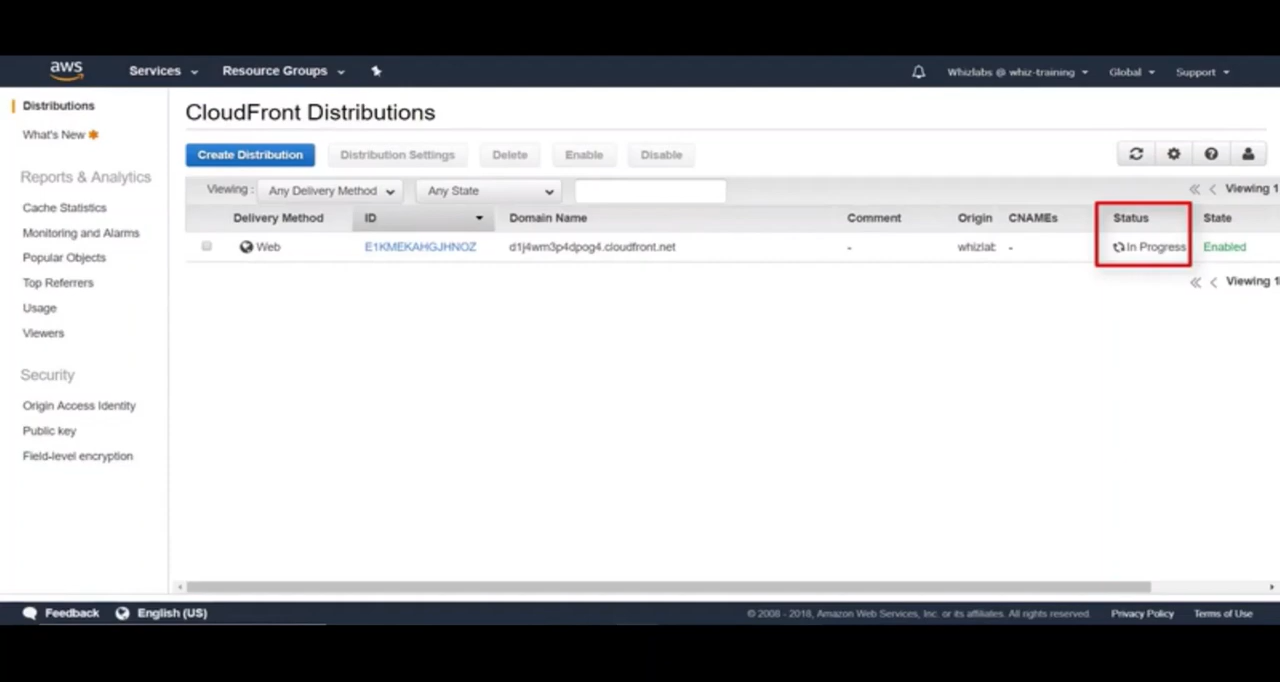 aws Services Resource Groups Whizlabs @ whiz-training Global Support
Distributions
What's New
Reports & Analytics
Cache Statistics
Monitoring and Alarms
Popular Objects
Top Referrers
Usage
Viewers
Security
Origin Access Identity
Public key
Field-level encryption
CloudFront Distributions
Create Distribution Distribution Settings Delete Enable Disable
Viewing : Any Delivery Method Any State Viewing 1
Delivery Method ID Domain Name Comment Origin CNAMEs Status State
Web E1KMEKAHGJHNOZ d1j4wm3p4dpog4.cloudfront.net - whizlat - In Progress Enabled
Viewing 1
Feedback English (US) © 2008 - 2018, Amazon Web Services, Inc. or its affiliates. All rights reserved. Privacy Policy Terms of Use